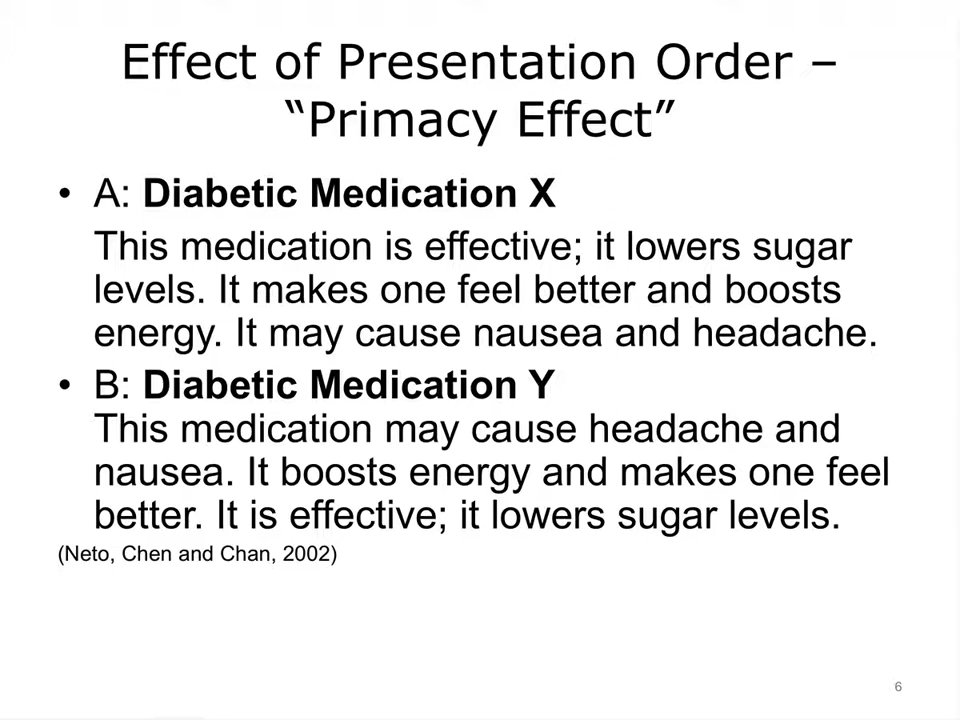 Effect of Presentation Order –
“Primacy Effect”
• A: Diabetic Medication X
This medication is effective; it lowers sugar
levels. It makes one feel better and boosts
energy. It may cause nausea and headache.
• B: Diabetic Medication Y
This medication may cause headache and
nausea. It boosts energy and makes one feel
better. It is effective; it lowers sugar levels.
(Neto, Chen and Chan, 2002)
6